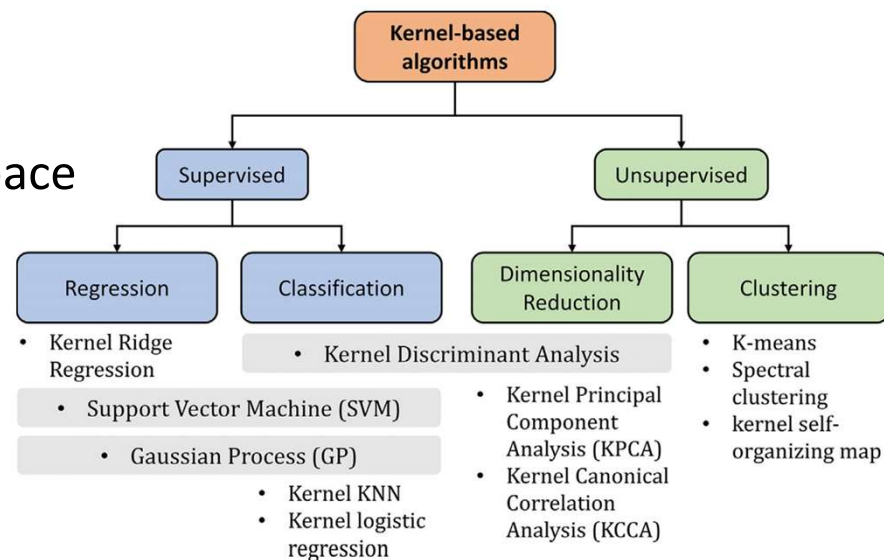 Kernel-based
algorithms
ace
Supervised
Unsupervised
Regression
Classification
Dimensionality
Reduction
Clustering
• Kernel Ridge
Regression
• Kernel Discriminant Analysis
• Support Vector Machine (SVM)
• Gaussian Process (GP)
• Kernel KNN
• Kernel logistic
regression
• Kernel Principal
Component
Analysis (KPCA)
• Kernel Canonical
Correlation
Analysis (KCCA)
• K-means
• Spectral
clustering
• kernel self-
organizing map